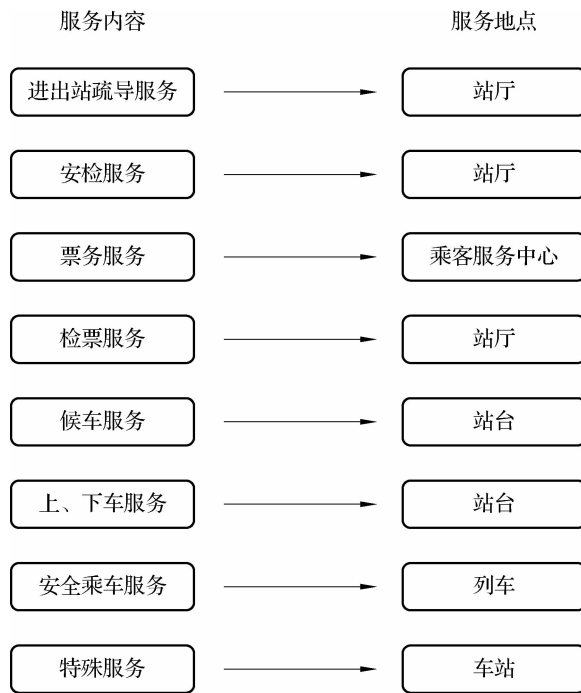 服务内容 服务地点
进出站疏导服务 站厅
安检服务 站厅
票务服务 乘客服务中心
检票服务 站厅
候车服务 站台
上、下车服务 站台
安全乘车服务 列车
特殊服务 车站